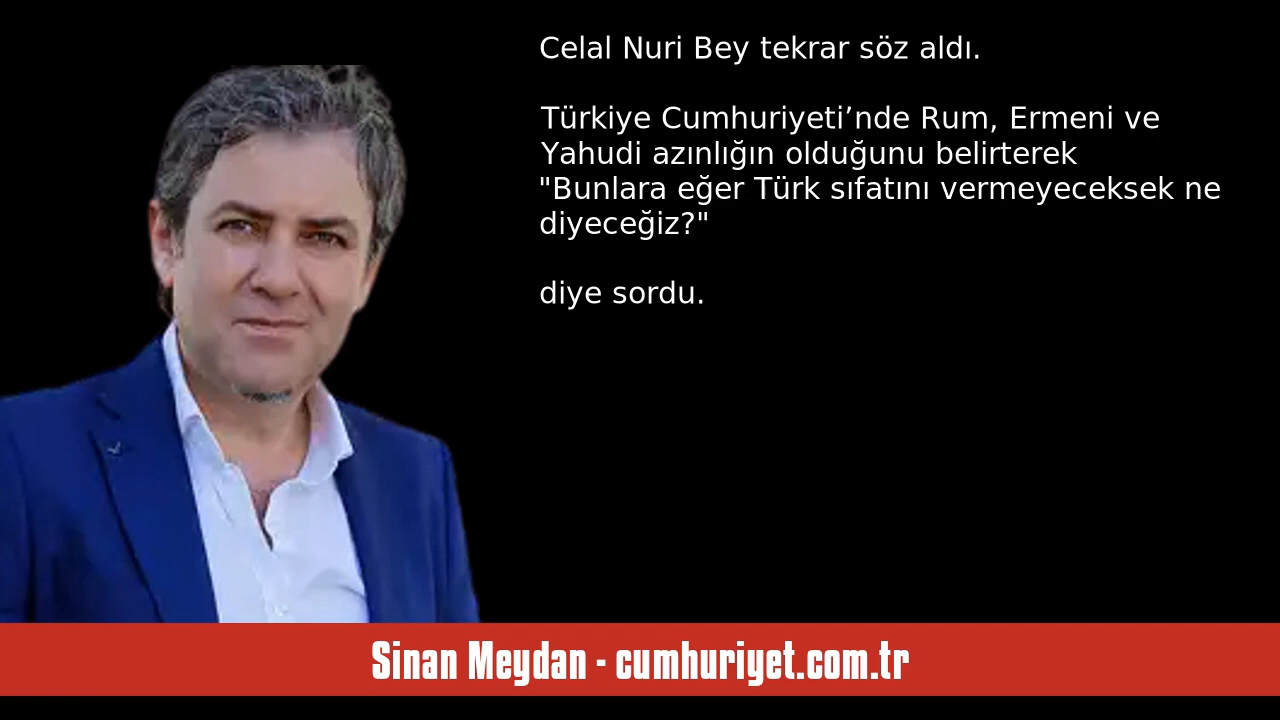 Celal Nuri Bey tekrar söz aldı.
Türkiye Cumhuriyeti’nde Rum, Ermeni ve
Yahudi azınlığın olduğunu belirterek
"Bunlara eğer Türk sıfatını vermeyeceksek ne
diyeceğiz?"
diye sordu.
Sinan Meydan - cumhuriyet.com.tr